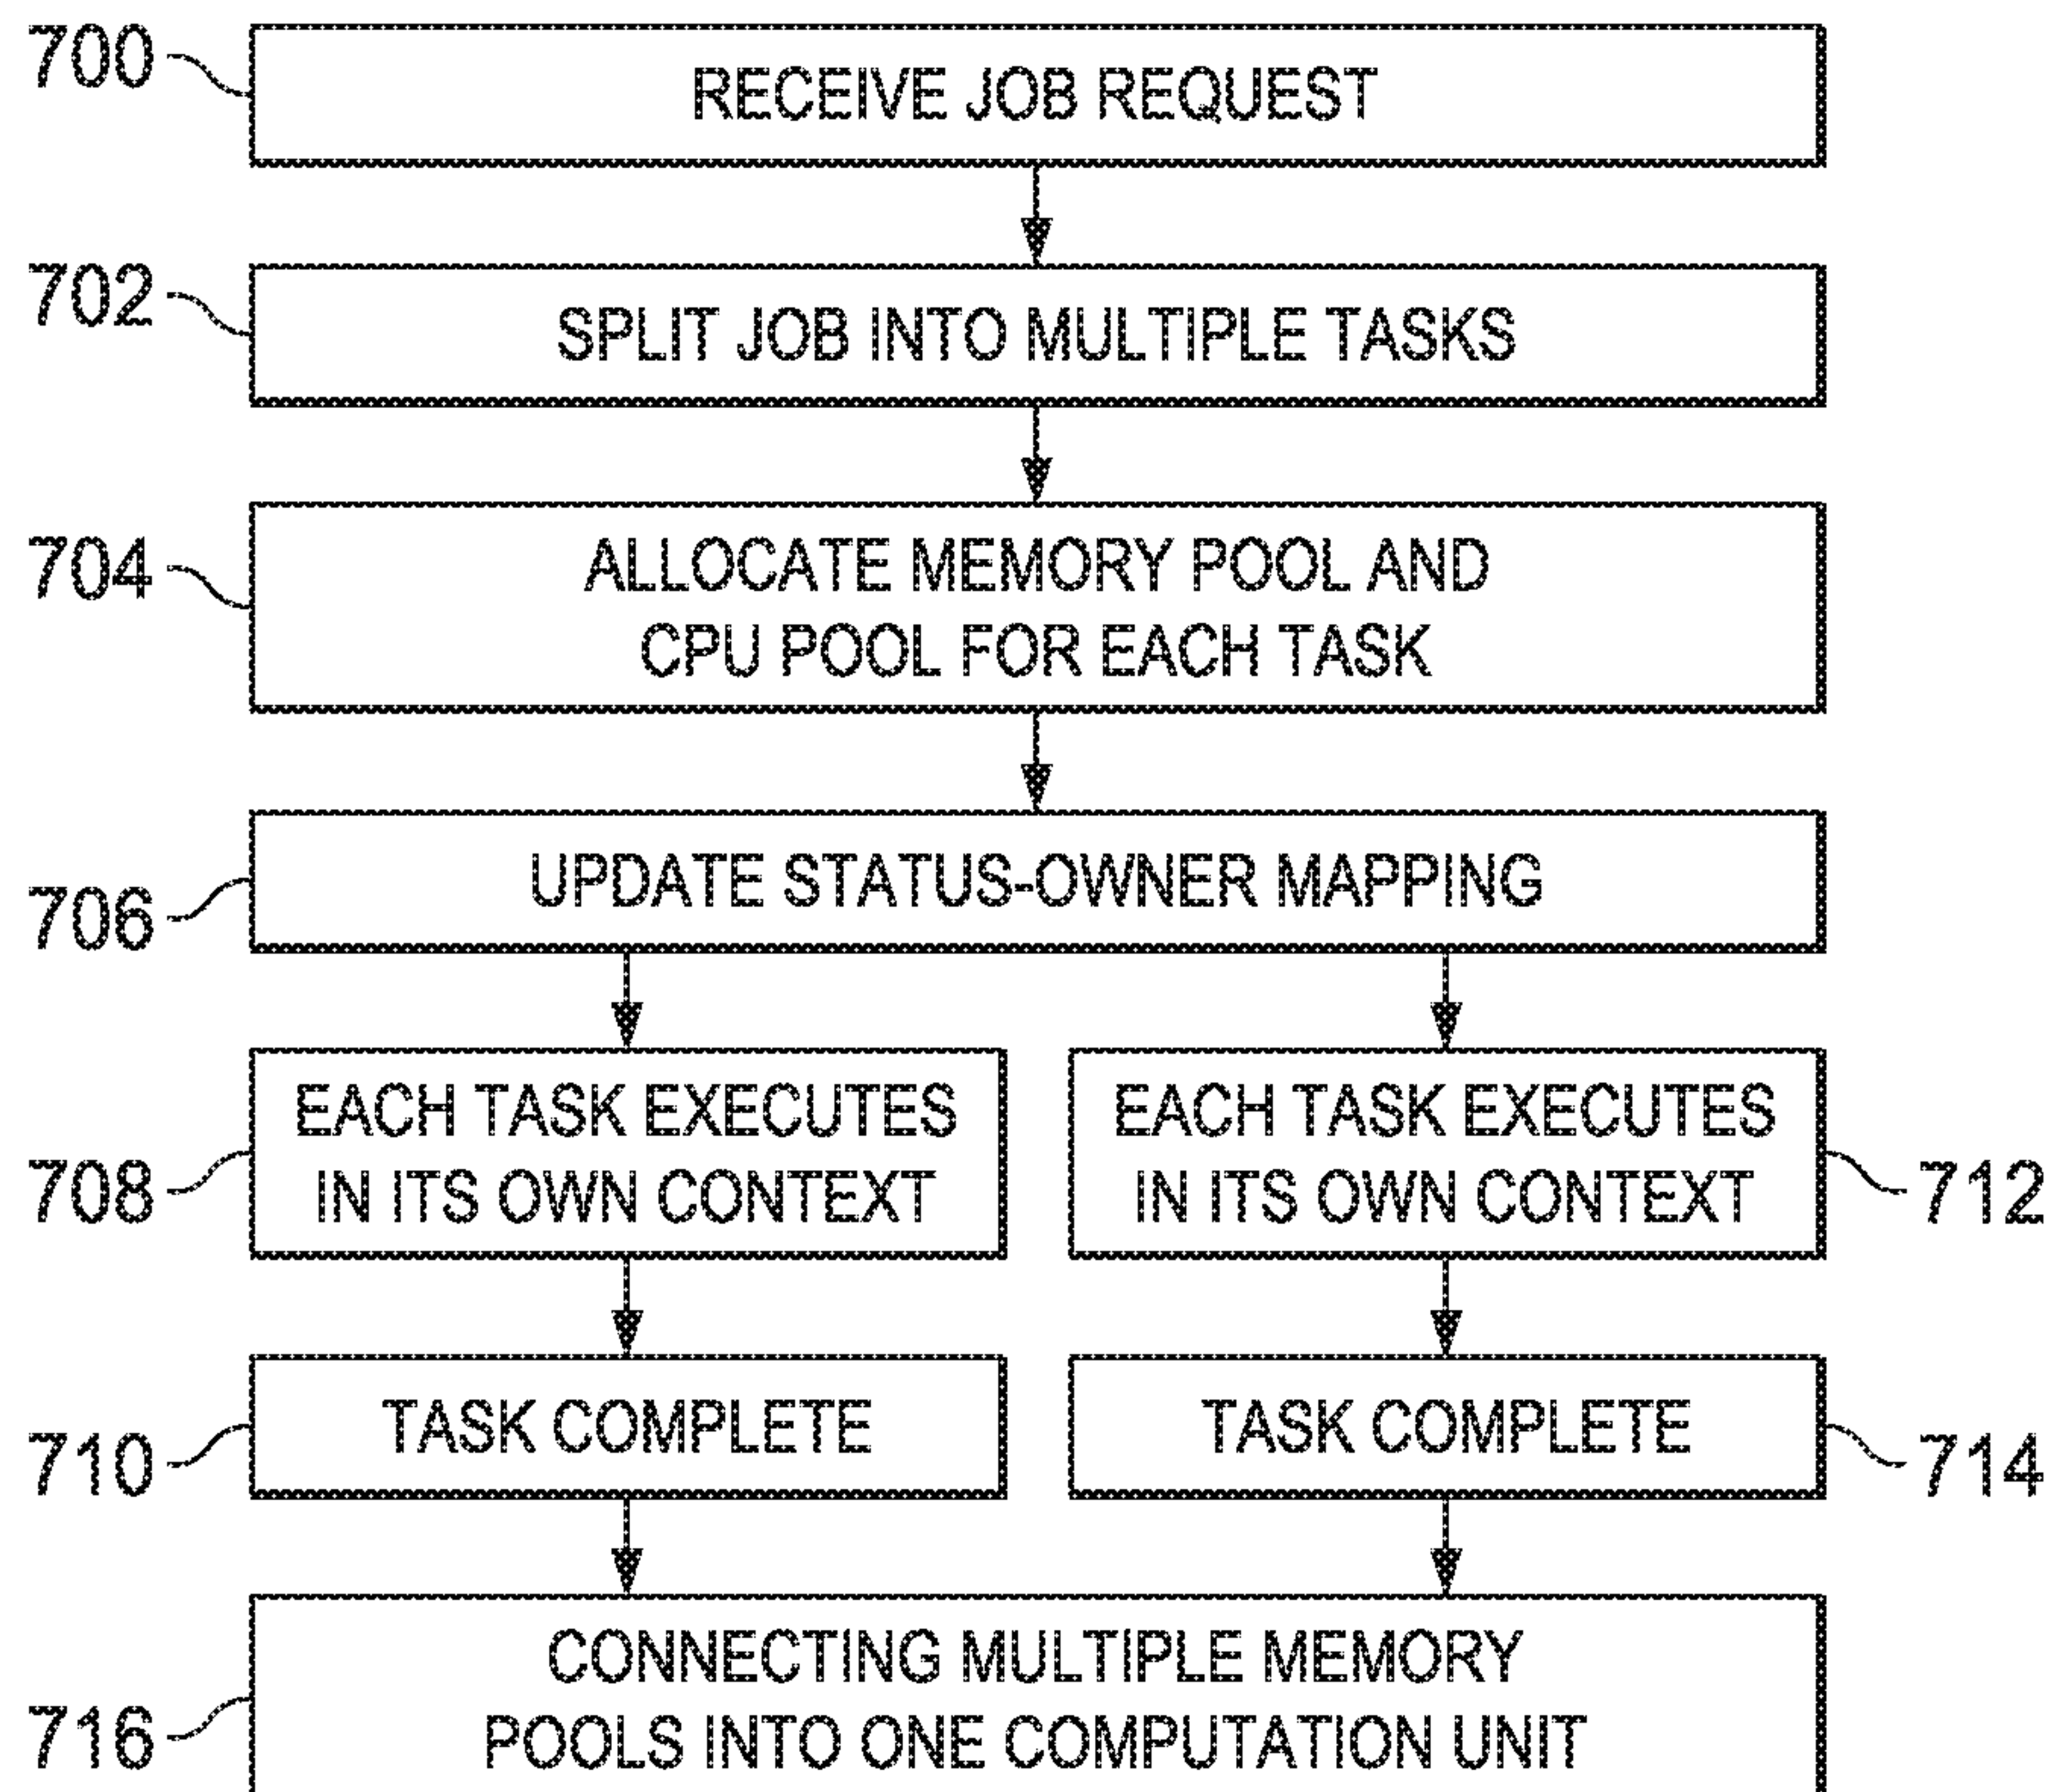 700
RECEIVE JOB REQUEST
702
SPLIT JOB INTO MULTIPLE TASKS
704
ALLOCATE MEMORY POOL AND
CPU POOL FOR EACH TASK
706
UPDATE STATUS-OWNER MAPPING
708
EACH TASK EXECUTES
IN ITS OWN CONTEXT
EACH TASK EXECUTES
IN ITS OWN CONTEXT
712
710
TASK COMPLETE
TASK COMPLETE
714
716
CONNECTING MULTIPLE MEMORY
POOLS INTO ONE COMPUTATION UNIT